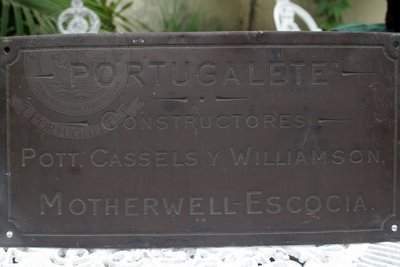 "PORTUGALETE"
CONSTRUCTORES
POTT, CASSELS Y WILLIAMSON,
MOTHERWELL-ESCOCIA.